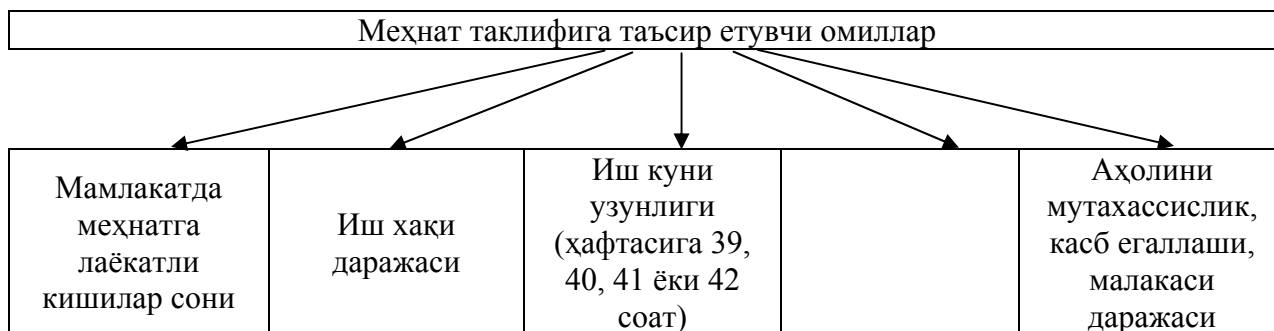 Меҳнат таклифига таъсир етувчи омиллар
Мамлакатда
меҳнатга
лаёкатли
кишилар сони
Иш хақи
даражаси
Иш куни
узунлиги
(ҳафтасига 39,
40, 41 ёки 42
соат)
Аҳолини
мутахассислик,
касб егаллаши,
малакаси
даражаси